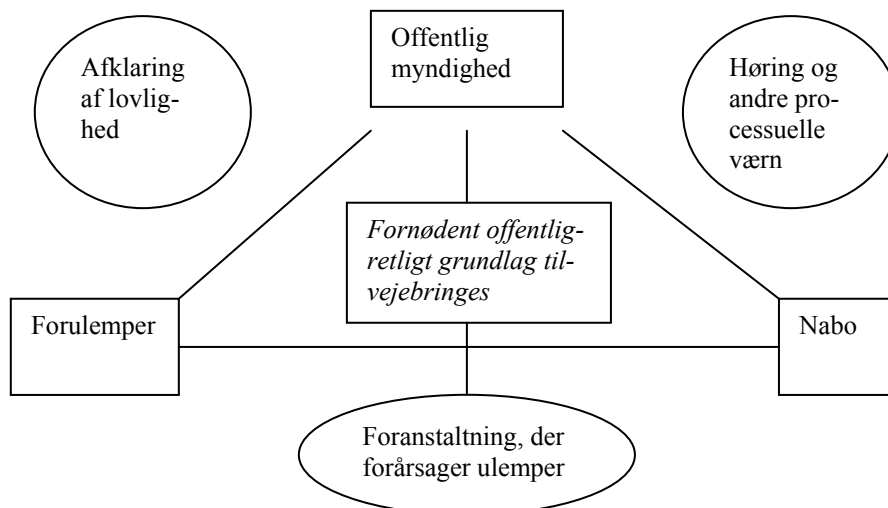 Afklaring
af lovlig-
hed
Offentlig
myndighed
Høring og
andre pro-
cessuelle
værn
Fornødent offentlig-
retligt grundlag til-
vejebringes
Forulemper
Nabo
Foranstaltning, der
forårsager ulemper